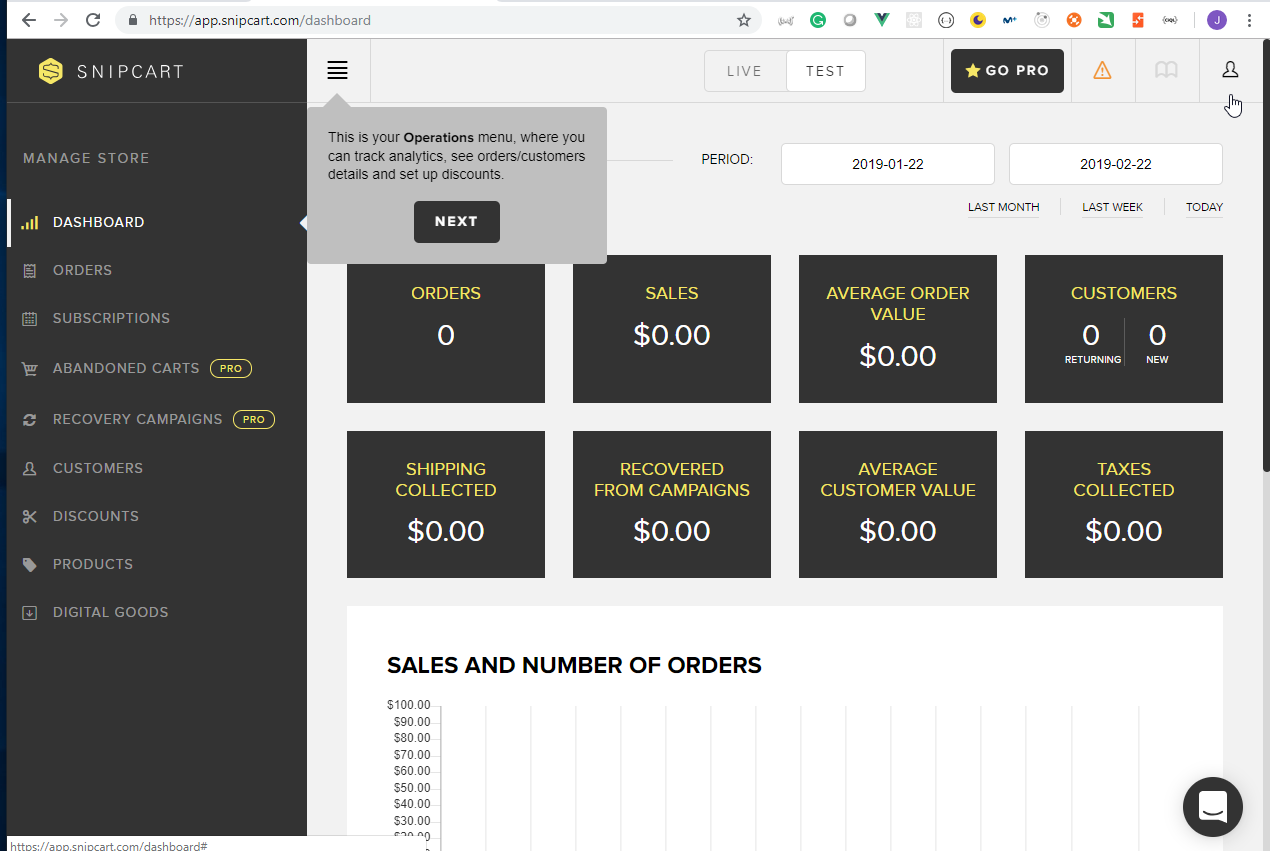 https://app.snipcart.com/dashboard
J
SNIPCART
LIVE
TEST
GO PRO
This is your Operations menu, where you
can track analytics, see orders/customers
details and set up discounts.
NEXT
MANAGE STORE
DASHBOARD
ORDERS
SUBSCRIPTIONS
ABANDONED CARTS PRO
RECOVERY CAMPAIGNS PRO
CUSTOMERS
DISCOUNTS
PRODUCTS
DIGITAL GOODS
PERIOD:
2019-01-22
2019-02-22
LAST MONTH
LAST WEEK
TODAY
ORDERS
0
SALES
$0.00
AVERAGE ORDER
VALUE
$0.00
CUSTOMERS
0 0
RETURNING NEW
SHIPPING
COLLECTED
$0.00
RECOVERED
FROM CAMPAIGNS
$0.00
AVERAGE
CUSTOMER VALUE
$0.00
TAXES
COLLECTED
$0.00
SALES AND NUMBER OF ORDERS
$100.00
$90.00
$80.00
$70.00
$60.00
$50.00
$40.00
$30.00
$20.00
https://app.snipcart.com/dashboard#